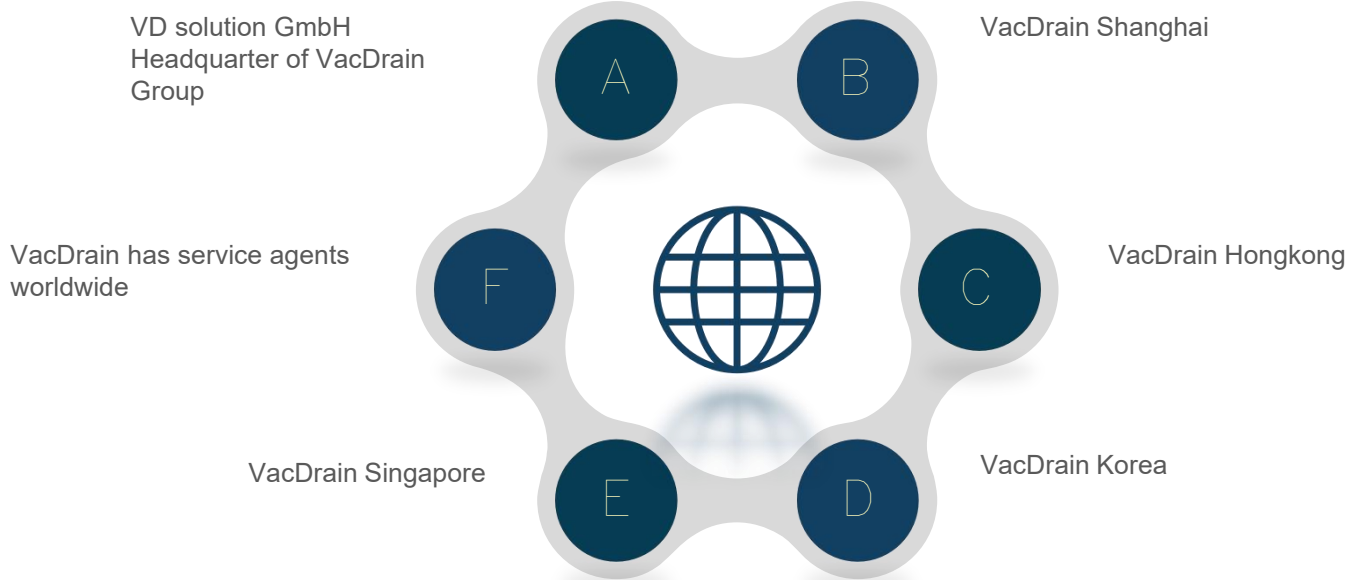 VD solution GmbH
Headquarter of VacDrain
Group
A
B
VacDrain Shanghai
VacDrain has service agents
worldwide
F
C
VacDrain Hongkong
VacDrain Singapore
E
D
VacDrain Korea